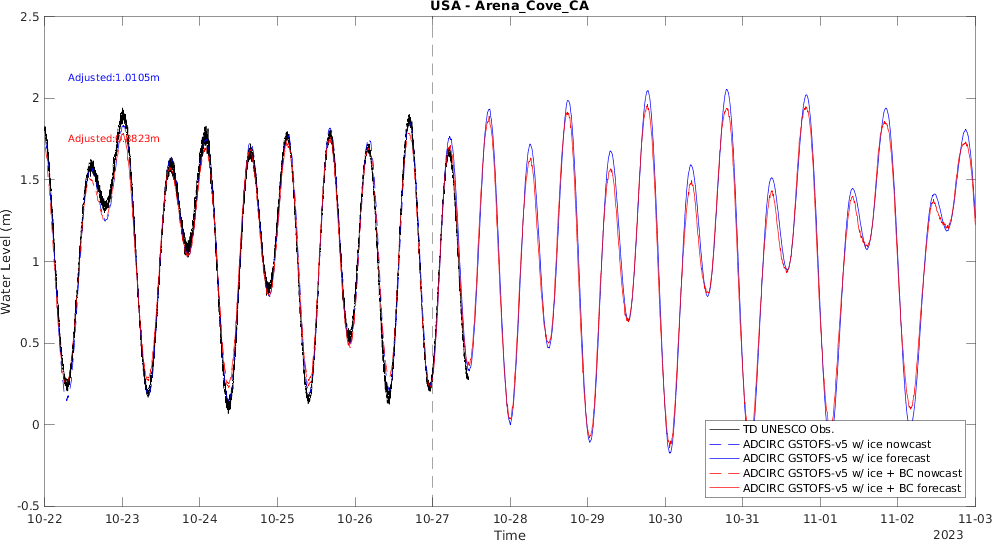 USA - Arena_Cove_CA
2.5
2
1.5
1
0.5
0
-0.5
Water Level (m)
Adjusted:1.0105m
TD UNESCO Obs.
ADCIRC GSTOFS-v5 w/ ice nowcast
ADCIRC GSTOFS-v5 w/ ice forecast
ADCIRC GSTOFS-v5 w/ ice + BC nowcast
ADCIRC GSTOFS-v5 w/ ice + BC forecast
10-22 10-23 10-24 10-25 10-26 10-27 10-28 10-29 10-30 10-31 11-01 11-02 11-03
Time
2023